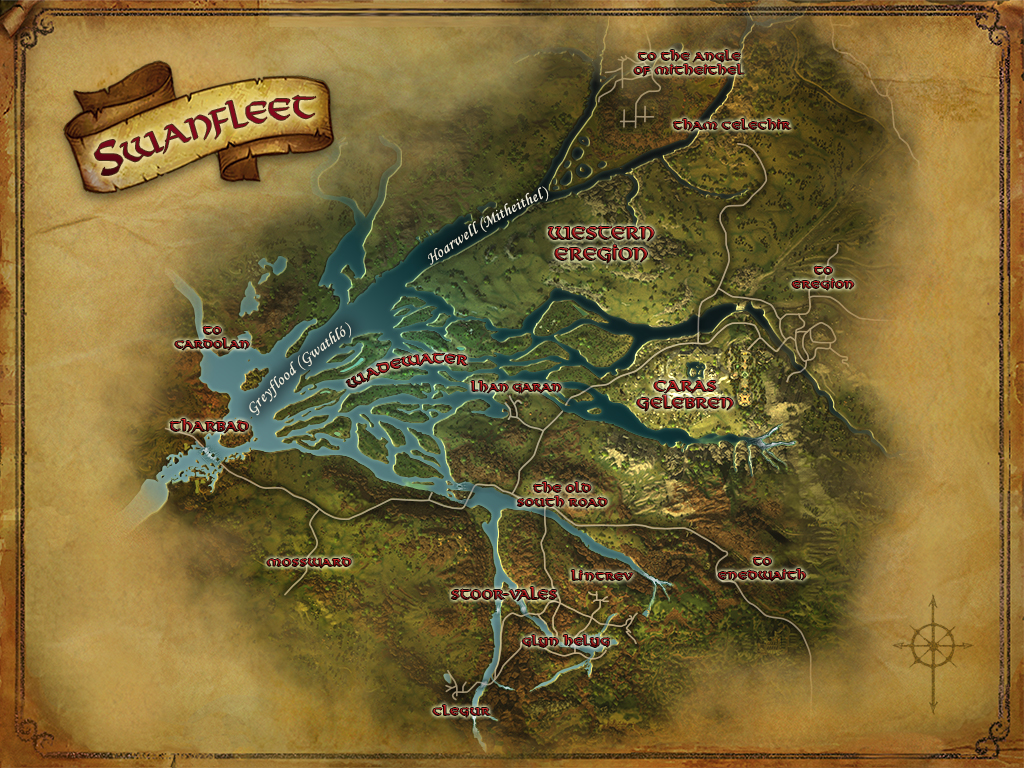 Swanfleet
to the angle
of mitheithel
tham celechir
Hoarwell (Mitheithel)
western
eregion
to
eregion
to
cardolan
Greyflood (Gwathló)
wadewater
lhan garan
caras
gelebren
tharbad
the old
south road
mossward
lintrev
to
enedwaith
stoor-vales
glyn helyg
clegur